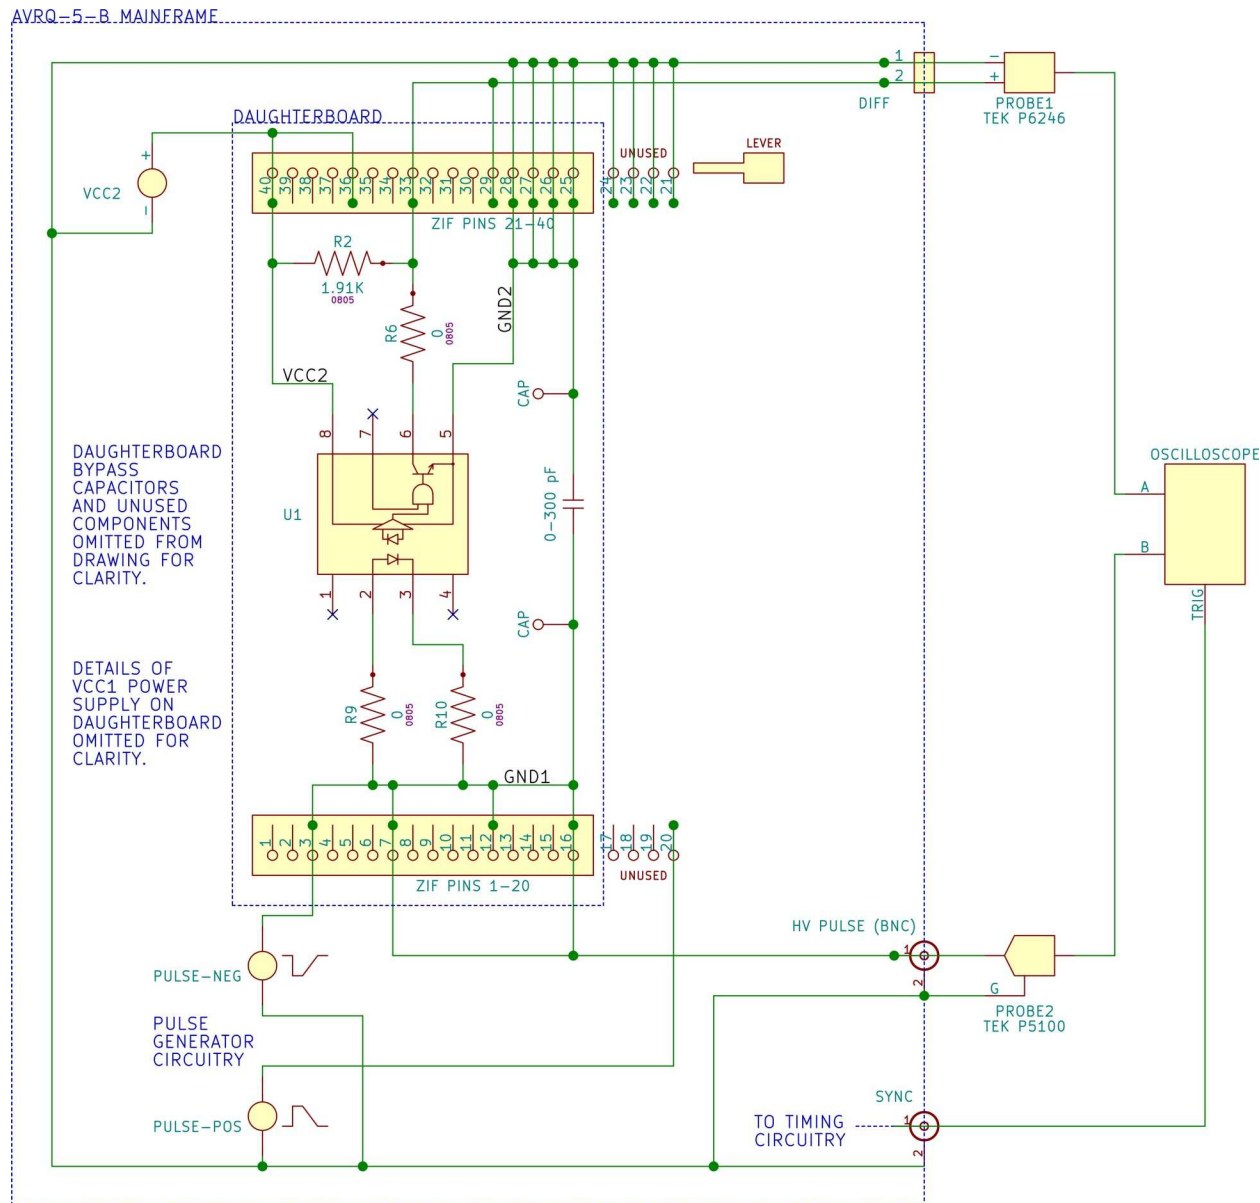 AVRQ-5-B MAINFRAME
1
2
DIFF
-
+
PROBE1
TEK P6246
DAUGHTERBOARD
UNUSED
LEVER
+
VCC2
-
40 39 38 37 36 35 34 33 32 31 30 29 28 27 26 25 24 23 22 21
ZIF PINS 21-40
R2
1.91K
0805
GND2
R6
0
0805
VCC2
CAP
8 7 6 5
DAUGHTERBOARD
BYPASS
CAPACITORS
AND UNUSED
COMPONENTS
OMITTED FROM
DRAWING FOR
CLARITY.
U1
0-300 pF
OSCILLOSCOPE
A
B
TRIG
1 2 3 4
CAP
DETAILS OF
VCC1 POWER
SUPPLY ON
DAUGHTERBOARD
OMITTED FOR
CLARITY.
R9
0
0805
R10
0
0805
GND1
1 2 3 4 5 6 7 8 9 10 11 12 13 14 15 16 17 18 19 20
ZIF PINS 1-20
UNUSED
HV PULSE (BNC)
1
2
G
PROBE2
TEK P5100
PULSE-NEG
PULSE
GENERATOR
CIRCUITRY
PULSE-POS
SYNC
TO TIMING
CIRCUITRY
1
2